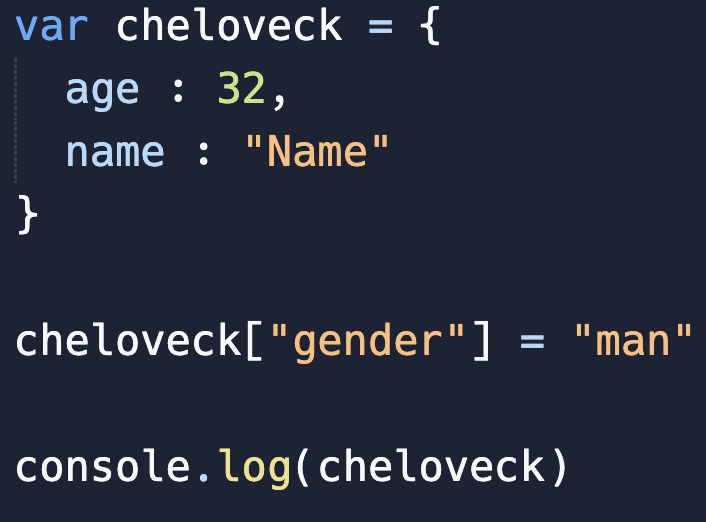 var cheloveck = {
  age : 32,
  name : "Name"
}
cheloveck["gender"] = "man"
console.log(cheloveck)